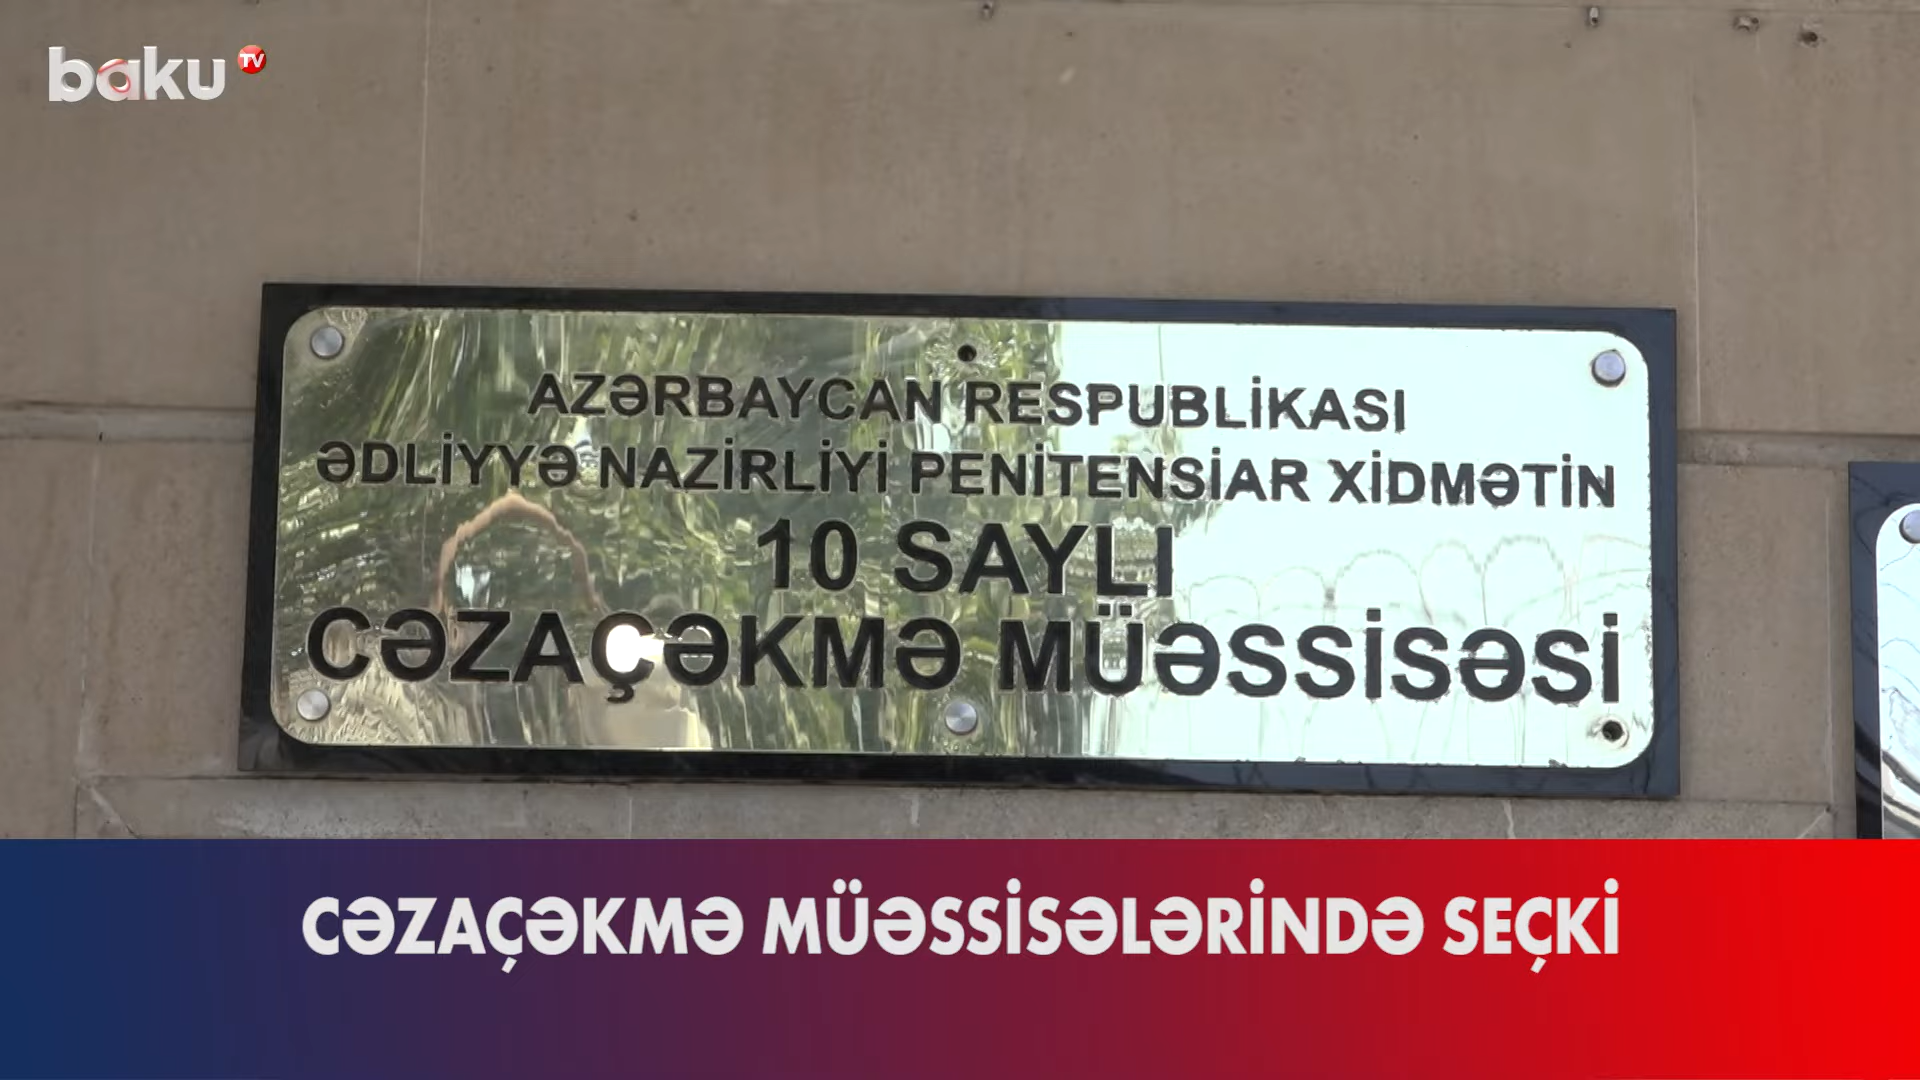 baku TV
AZƏRBAYCAN RESPUBLİKASI
ƏDLİYYƏ NAZİRLİYİ PENİTENSİAR XİDMƏTİN
10 SAYLI
CƏZAÇƏKMƏ MÜƏSSİSƏSİ
CƏZAÇƏKMƏ MÜƏSSİSƏLƏRİNDƏ SEÇKİ